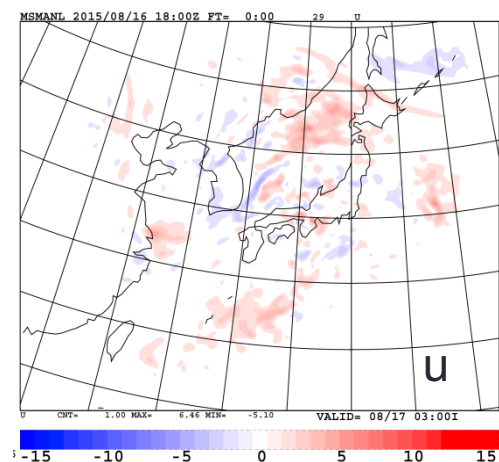 MSMANL 2015/08/16 18:00Z FT= 0:00 29 U
u
U CNT= 1.00 MAX= 6.46 MIN= -5.10 VALID= 08/17 03:00I
-15 -10 -5 0 5 10 15